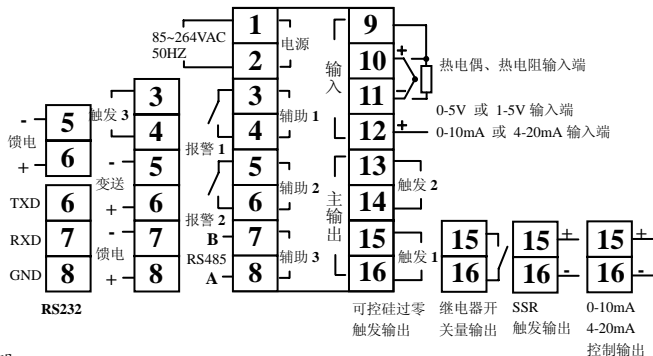 85~264VAC
50HZ
1
2
电源
3
4
辅助 1
报警 1
5
6
辅助 2
报警 2
B
RS485
A
7
8
辅助 3
触发 3
3
4
-
变送
+
5
6
-
馈电
+
7
8
-
馈电
+
5
6
TXD
RXD
GND
6
7
8
RS232
输入
主输出
9
10
11
12
+
-
+
热电偶、热电阻输入端
0-5V 或 1-5V 输入端
0-10mA 或 4-20mA 输入端
13
14
触发 2
15
16
触发 1
可控硅过零
触发输出
15
16
继电器开
关量输出
15
16
+
-
SSR
触发输出
15
16
+
-
0-10mA
4-20mA
控制输出